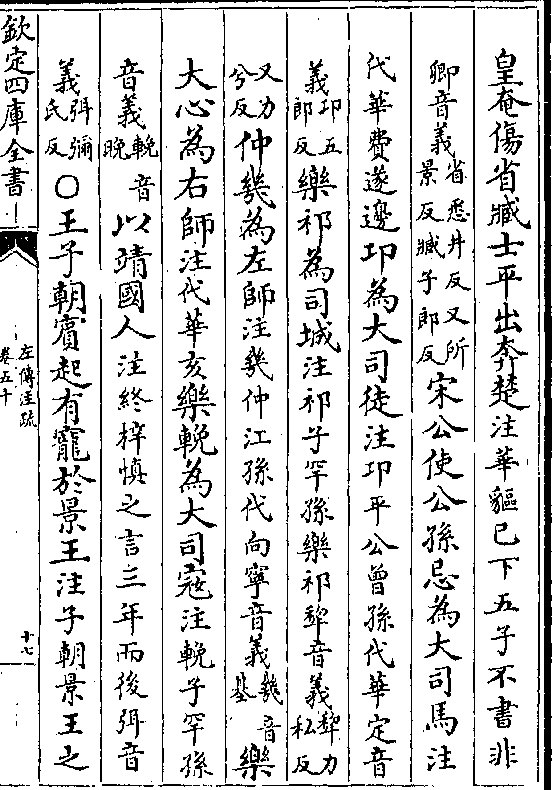 皇奄傷省臧士平出奔楚注華貙已下五子不書非
卿音義省悉井反又所景反臧子郎反宋公使公孫忌為大司馬注
代華費遂邊卬為大司徒注卬平公曾孫代華定音
義卬五郎反樂祁為司城注祁子罕孫樂祁犂音義犂力私反
又力兮反仲幾為左師注幾仲江孫代向寧音義幾音基樂
大心為右師注代華亥樂輓為大司寇注輓子罕孫
音義輓音晚以靖國人注終梓慎之言三年而後弭音
義弭彌氏反○王子朝賓起有寵於景王注子朝景王之
欽定四庫全書
左傳注疏
卷五十
十七